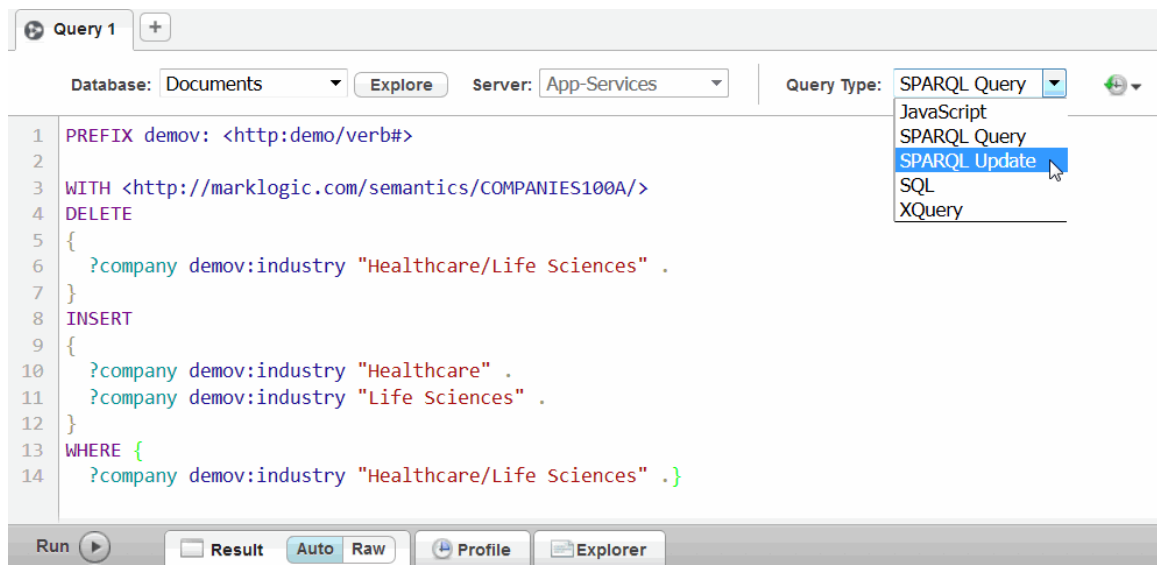 Query 1 +
Database: Documents Explore Server: App-Services Query Type: SPARQL Query
JavaScript
SPARQL Query
SPARQL Update
SQL
XQuery
1 PREFIX demov: <http:demo/verb#>
2
3 WITH <http://marklogic.com/semantics/COMPANIES100A/>
4 DELETE
5 {
6 ?company demov:industry "Healthcare/Life Sciences" .
7 }
8 INSERT
9 {
10 ?company demov:industry "Healthcare" .
11 ?company demov:industry "Life Sciences" .
12 }
13 WHERE {
14 ?company demov:industry "Healthcare/Life Sciences" .}
Run Result Auto Raw Profile Explorer